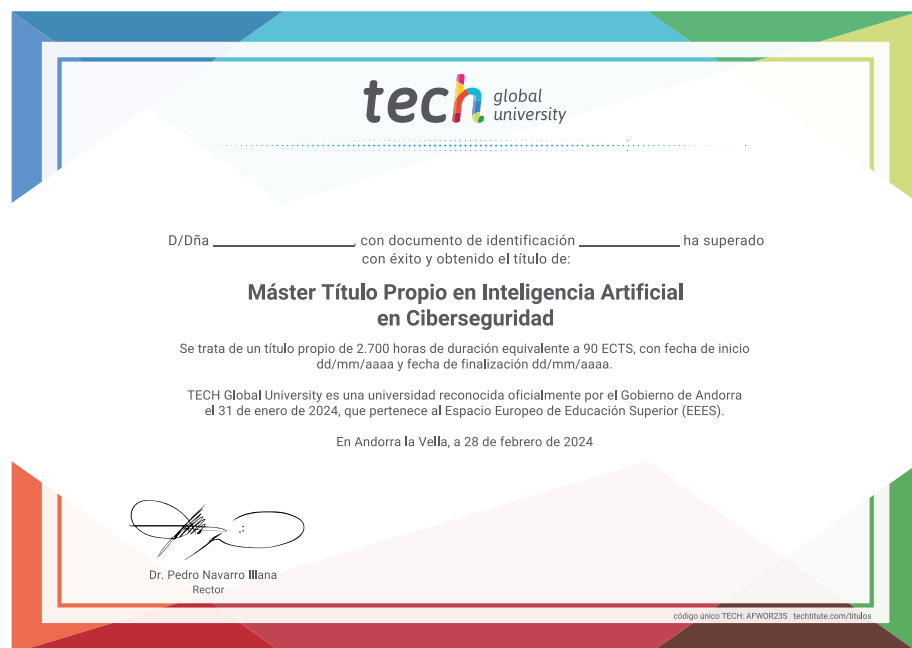 tech global university
D/Dña ____________________, con documento de identificación ______________ ha superado
con éxito y obtenido el título de:
Máster Título Propio en Inteligencia Artificial
en Ciberseguridad
Se trata de un título propio de 2.700 horas de duración equivalente a 90 ECTS, con fecha de inicio
dd/mm/aaaa y fecha de finalización dd/mm/aaaa.
TECH Global University es una universidad reconocida oficialmente por el Gobierno de Andorra
el 31 de enero de 2024, que pertenece al Espacio Europeo de Educación Superior (EEES).
En Andorra la Vella, a 28 de febrero de 2024
Dr. Pedro Navarro Illana
Rector
código único TECH: AFWOR23S techtitute.com/titulos